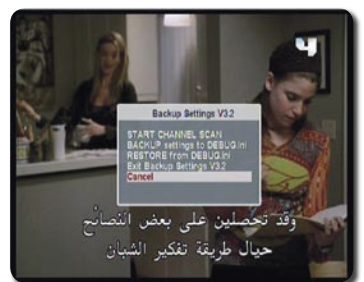 4
Backup Settings V3.2
START CHANNEL SCAN
BACKUP settings to DEBUG.ini
RESTORE from DEBUG.ini
Exit Backup Settings V3.2
Cancel
وقد تحصلين على بعض النصائح
حيال طريقة تفكير الشبان